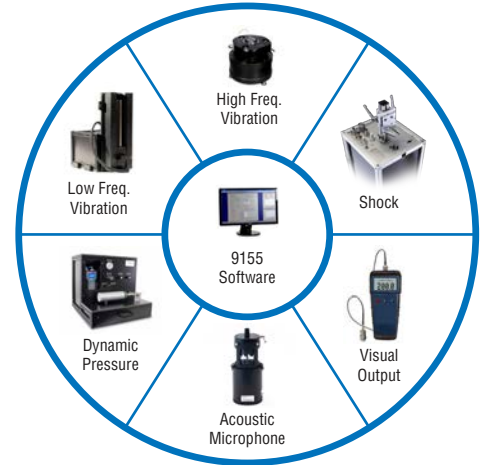 High Freq.
Vibration
Low Freq.
Vibration
Shock
9155
Software
Dynamic
Pressure
Visual
Output
Acoustic
Microphone